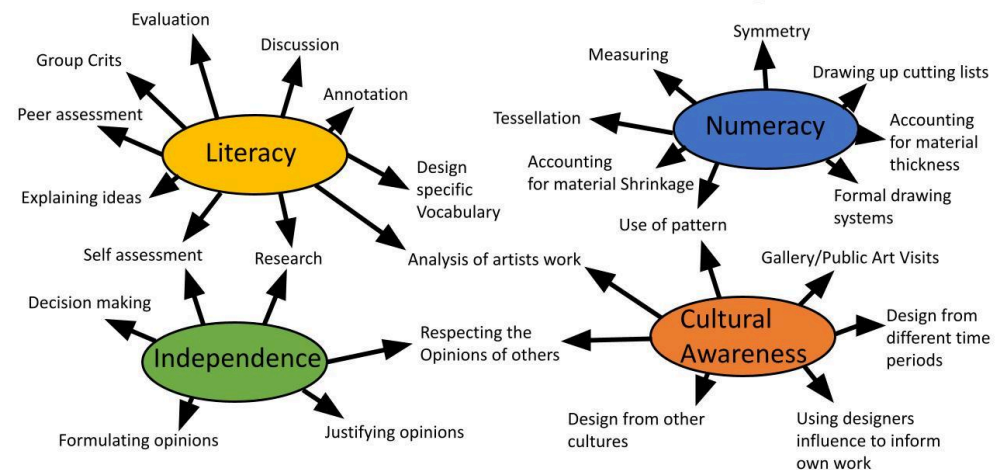 Evaluation
Group Crits
Discussion
Peer assessment
Annotation
Literacy
Explaining ideas
Design
specific
Vocabulary
Self assessment
Research
Analysis of artists work
Symmetry
Measuring
Drawing up cutting lists
Tessellation
Numeracy
Accounting
for material
thickness
Accounting
for material Shrinkage
Formal drawing
systems
Use of pattern
Decision making
Independence
Respecting the
Opinions of others
Formulating opinions
Justifying opinions
Gallery/Public Art Visits
Cultural
Awareness
Design from
different time
periods
Design from other
cultures
Using designers
influence to inform
own work